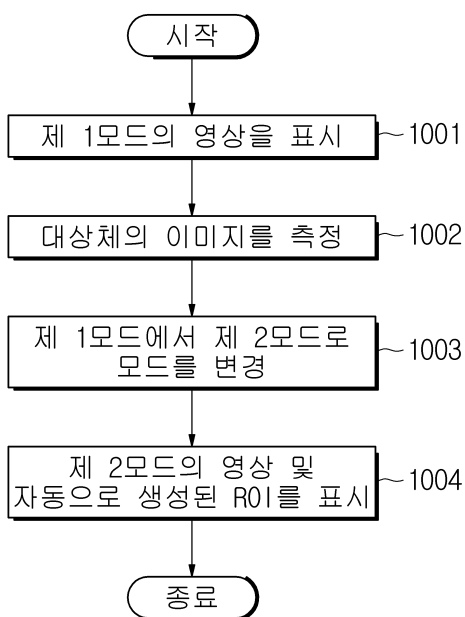 시작
제 1모드의 영상을 표시
1001
대상체의 이미지를 측정
1002
제 1모드에서 제 2모드로
모드를 변경
1003
제 2모드의 영상 및
자동으로 생성된 ROI를 표시
1004
종료